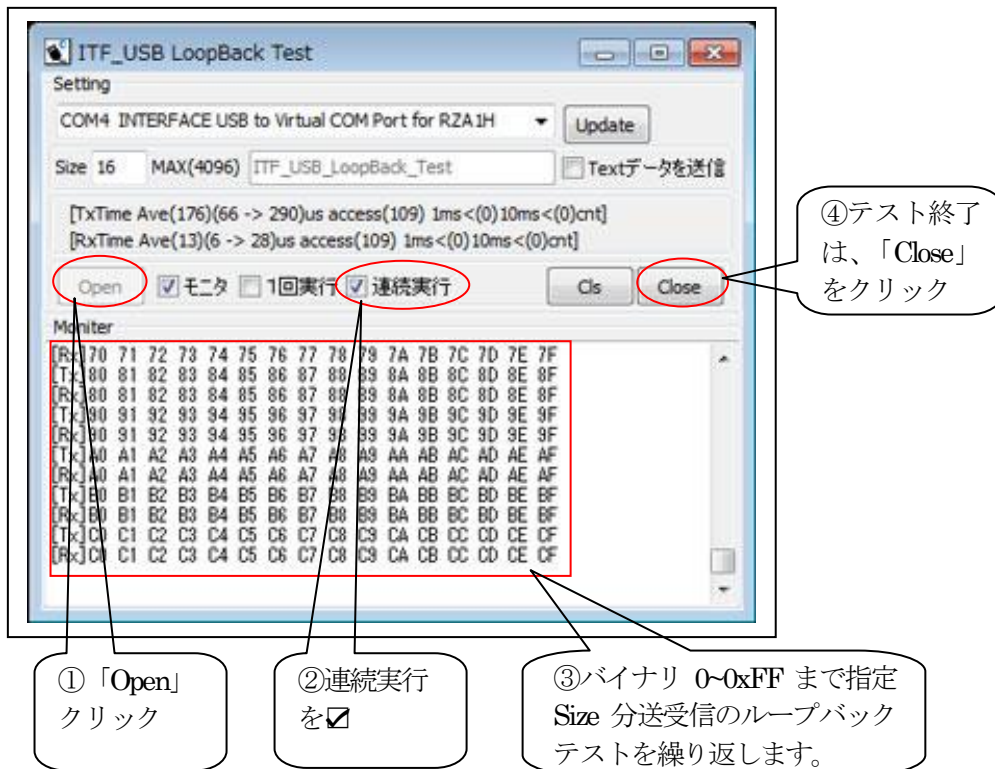 ITF_USB LoopBack Test
Setting
COM4 INTERFACE USB to Virtual COM Port for RZA1H
Update
Size 16 MAX(4096) ITF_USB_LoopBack_Test Textデータを送信
[TxTime Ave(176)(66 -> 290)us access(109) 1ms<(0)10ms<(0)cnt]
[RxTime Ave(13)(6 -> 28)us access(109) 1ms<(0)10ms<(0)cnt]
Open モニタ 1回実行 連続実行 Cls Close
Moniter
[Rx]70 71 72 73 74 75 76 77 78 79 7A 7B 7C 7D 7E 7F
[Tx]80 81 82 83 84 85 86 87 88 89 8A 8B 8C 8D 8E 8F
[Rx]80 81 82 83 84 85 86 87 88 89 8A 8B 8C 8D 8E 8F
[Tx]90 91 92 93 94 95 96 97 98 99 9A 9B 9C 9D 9E 9F
[Rx]90 91 92 93 94 95 96 97 98 99 9A 9B 9C 9D 9E 9F
[Tx]A0 A1 A2 A3 A4 A5 A6 A7 A8 A9 AA AB AC AD AE AF
[Rx]A0 A1 A2 A3 A4 A5 A6 A7 A8 A9 AA AB AC AD AE AF
[Tx]B0 B1 B2 B3 B4 B5 B6 B7 B8 B9 BA BB BC BD BE BF
[Rx]B0 B1 B2 B3 B4 B5 B6 B7 B8 B9 BA BB BC BD BE BF
[Tx]C0 C1 C2 C3 C4 C5 C6 C7 C8 C9 CA CB CC CD CE CF
[Rx]C0 C1 C2 C3 C4 C5 C6 C7 C8 C9 CA CB CC CD CE CF
④テスト終了
は、「Close」
をクリック
①「Open」
クリック
②連続実行
を☑
③バイナリ 0~0xFF まで指定
Size 分送受信のループバック
テストを繰り返します。